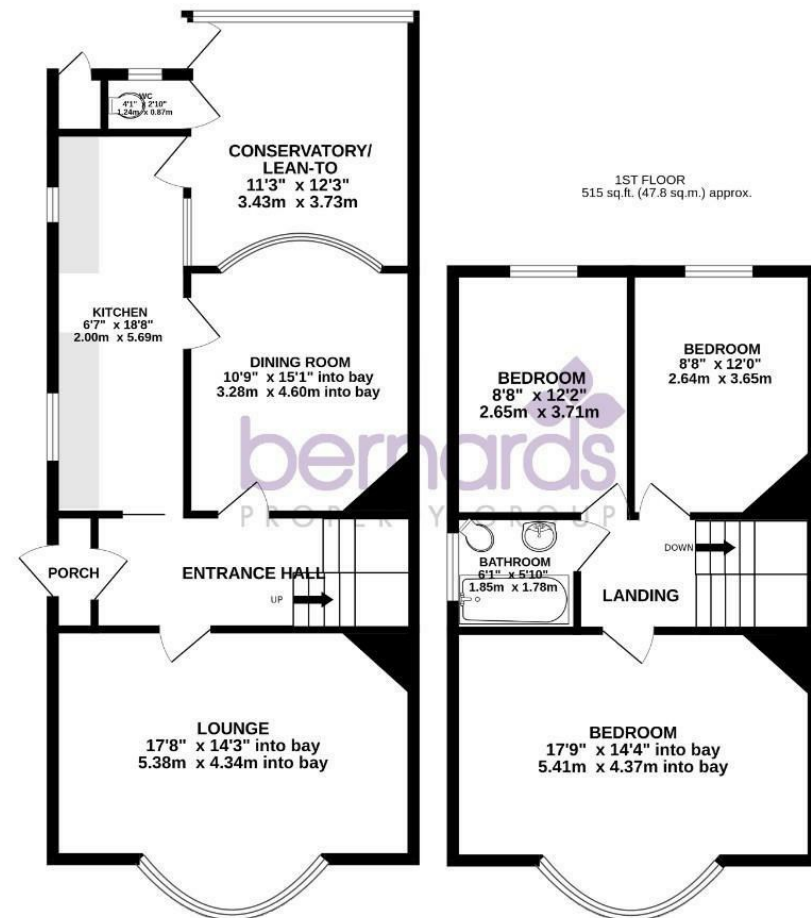 WC
4'1" x 2'10"
1.24m x 0.87m
CONSERVATORY/
LEAN-TO
11'3" x 12'3"
3.43m x 3.73m
KITCHEN
6'7" x 18'8"
2.00m x 5.69m
DINING ROOM
10'9" x 15'1" into bay
3.28m x 4.60m into bay
PORCH
ENTRANCE HALL
UP
LOUNGE
17'8" x 14'3" into bay
5.38m x 4.34m into bay
1ST FLOOR
515 sq.ft. (47.8 sq.m.) approx.
BEDROOM
8'8" x 12'2"
2.65m x 3.71m
BEDROOM
8'8" x 12'0"
2.64m x 3.65m
bernards
PROPERTY GROUP
BATHROOM
6'1" x 5'10"
1.85m x 1.78m
DOWN
LANDING
BEDROOM
17'9" x 14'4" into bay
5.41m x 4.37m into bay